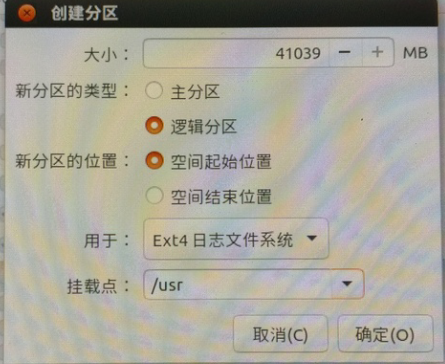 创建分区
大小： 41039 − + MB
新分区的类型： 主分区
逻辑分区
新分区的位置： 空间起始位置
空间结束位置
用于： Ext4 日志文件系统
挂载点： /usr
取消(C) 确定(O)